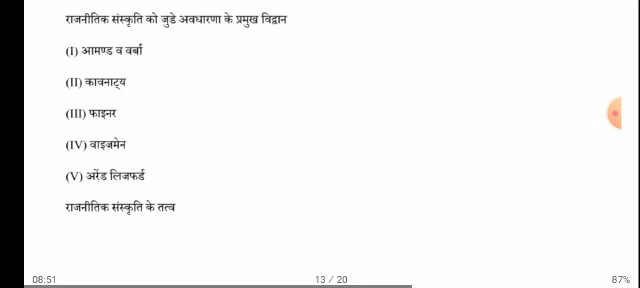 राजनीतिक संस्कृति को जुडे अवधारणा के प्रमुख विद्वान
(I) आमण्ड व वर्बा
(II) कावनाट्य
(III) फाइनर
(IV) वाइजमेन
(V) अरेंड लिजफर्ड
राजनीतिक संस्कृति के तत्व
08:51 13 / 20 87%